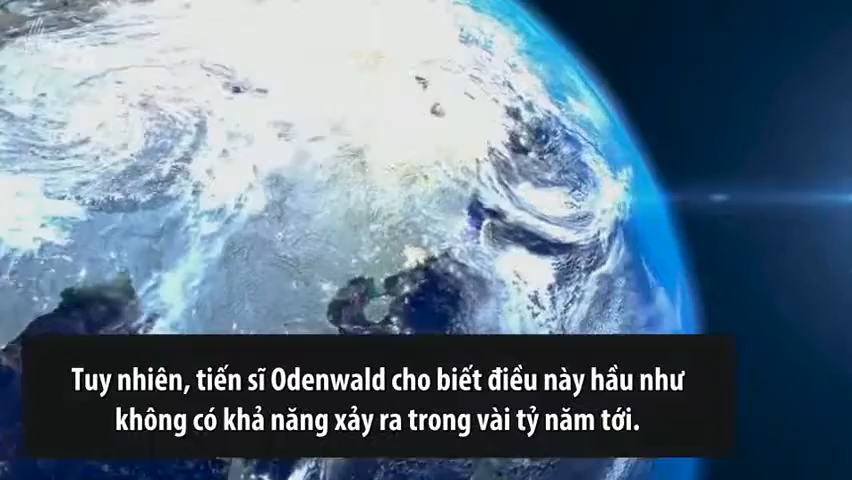 Tuy nhiên, tiến sĩ Odenwald cho biết điều này hầu như
không có khả năng xảy ra trong vài tỷ năm tới.